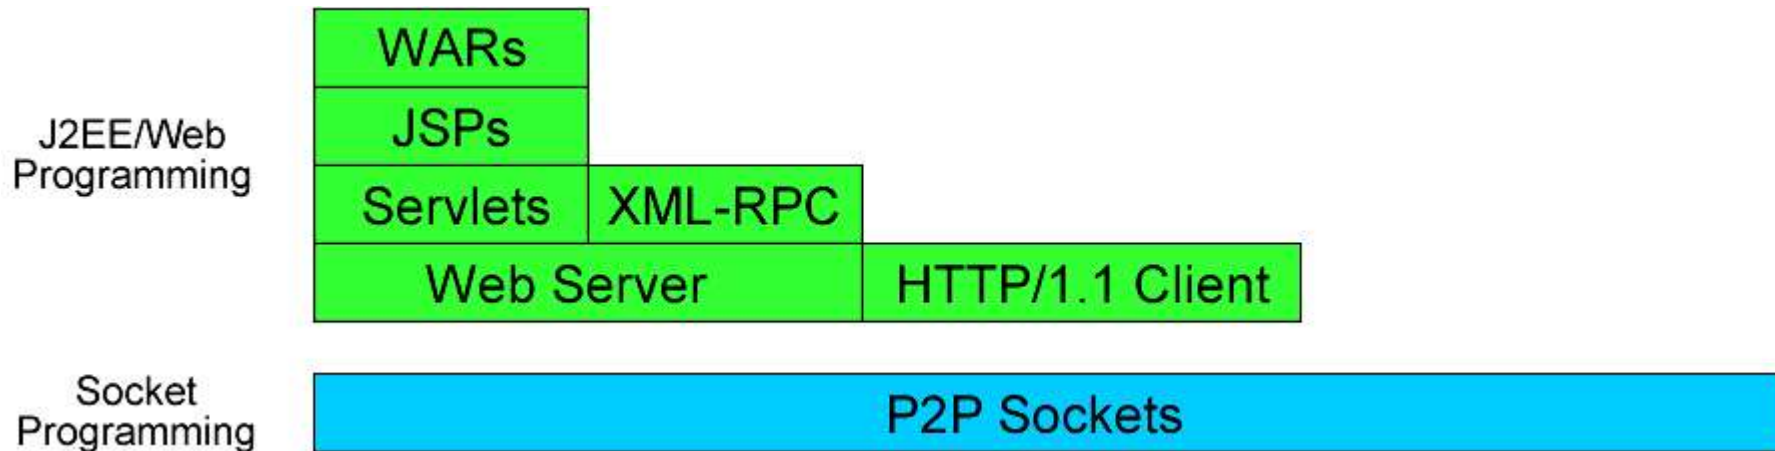 WARs
JSPs
J2EE/Web
Programming
Servlets XML-RPC
Web Server HTTP/1.1 Client
Socket
Programming
P2P Sockets